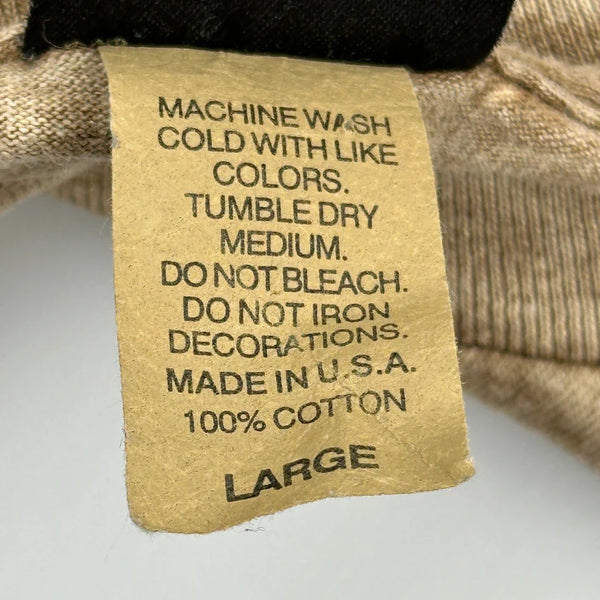 MACHINE WASH
COLD WITH LIKE
COLORS.
TUMBLE DRY
MEDIUM.
DO NOT BLEACH.
DO NOT IRON
DECORATIONS.
MADE IN U.S.A.
100% COTTON
LARGE